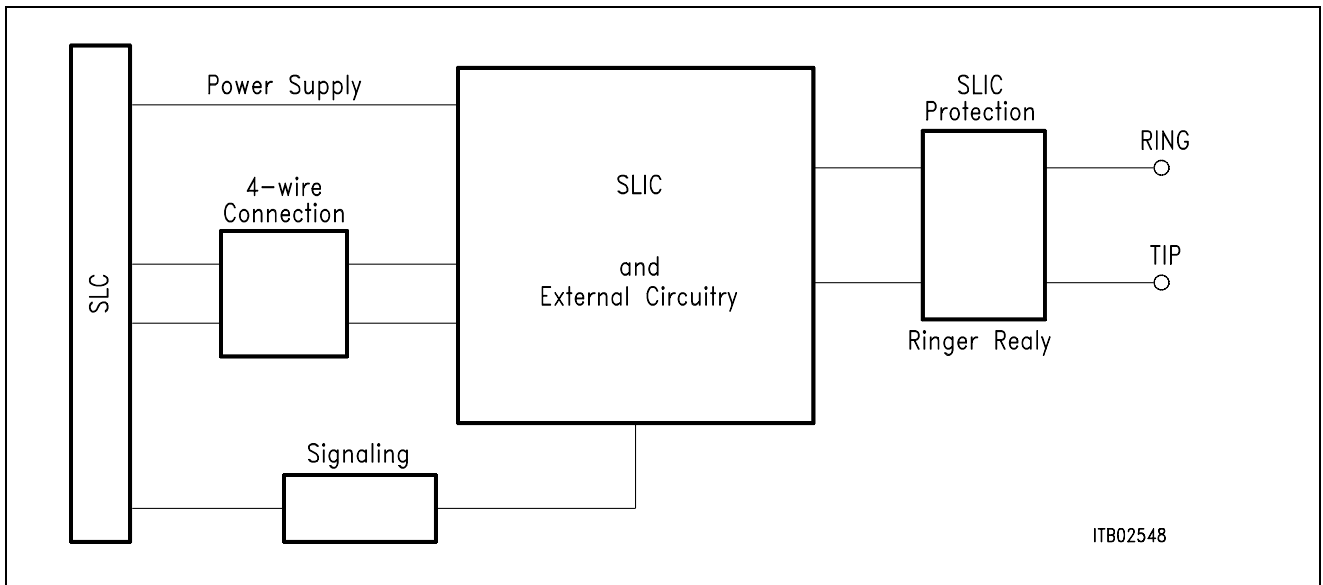 Power Supply
SLIC
Protection
RING
4-wire
Connection
SLIC
and
External Circuitry
TIP
SLC
Ringer Realy
Signaling
ITB02548